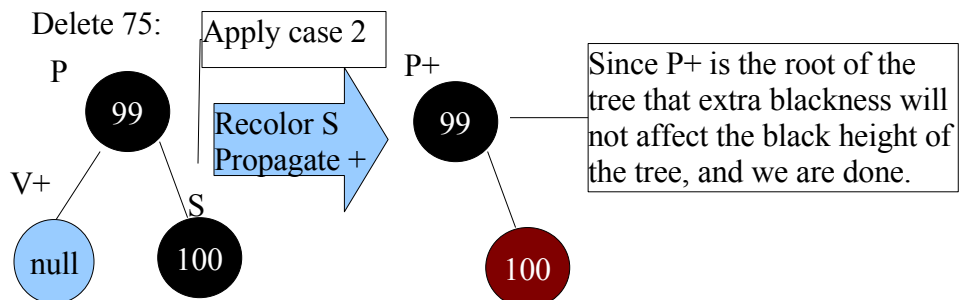 Delete 75:
Apply case 2
P
99
V+
S
null
100
Recolor S
Propagate +
P+
99
100
Since P+ is the root of the
tree that extra blackness will
not affect the black height of
the tree, and we are done.